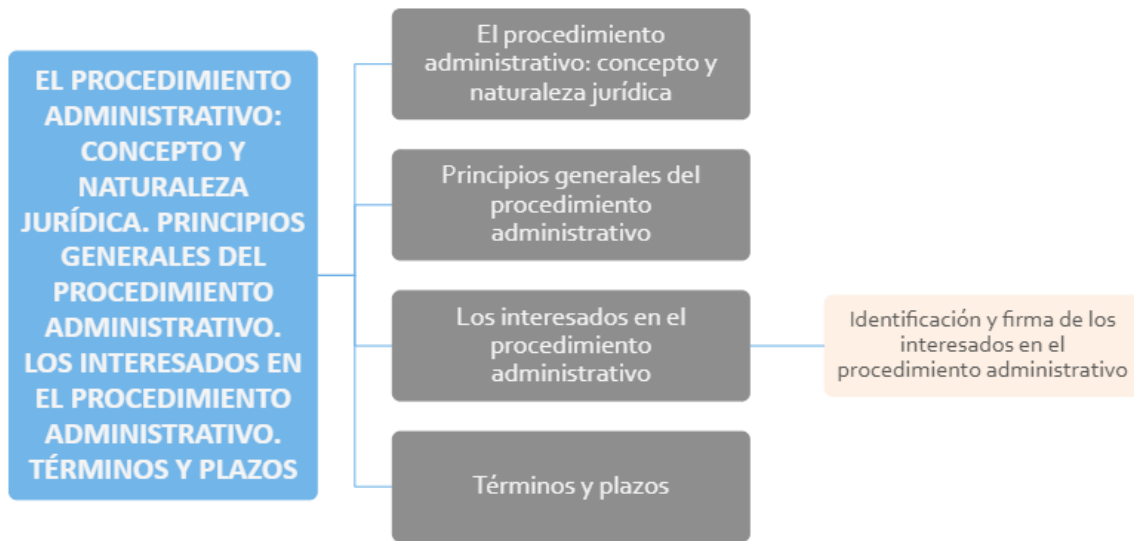 EL PROCEDIMIENTO
ADMINISTRATIVO:
CONCEPTO Y
NATURALEZA
JURÍDICA. PRINCIPIOS
GENERALES DEL
PROCEDIMIENTO
ADMINISTRATIVO.
LOS INTERESADOS EN
EL PROCEDIMIENTO
ADMINISTRATIVO.
TÉRMINOS Y PLAZOS
El procedimiento
administrativo: concepto y
naturaleza jurídica
Principios generales del
procedimiento
administrativo
Los interesados en el
procedimiento
administrativo
Identificación y firma de los
interesados en el
procedimiento administrativo
Términos y plazos